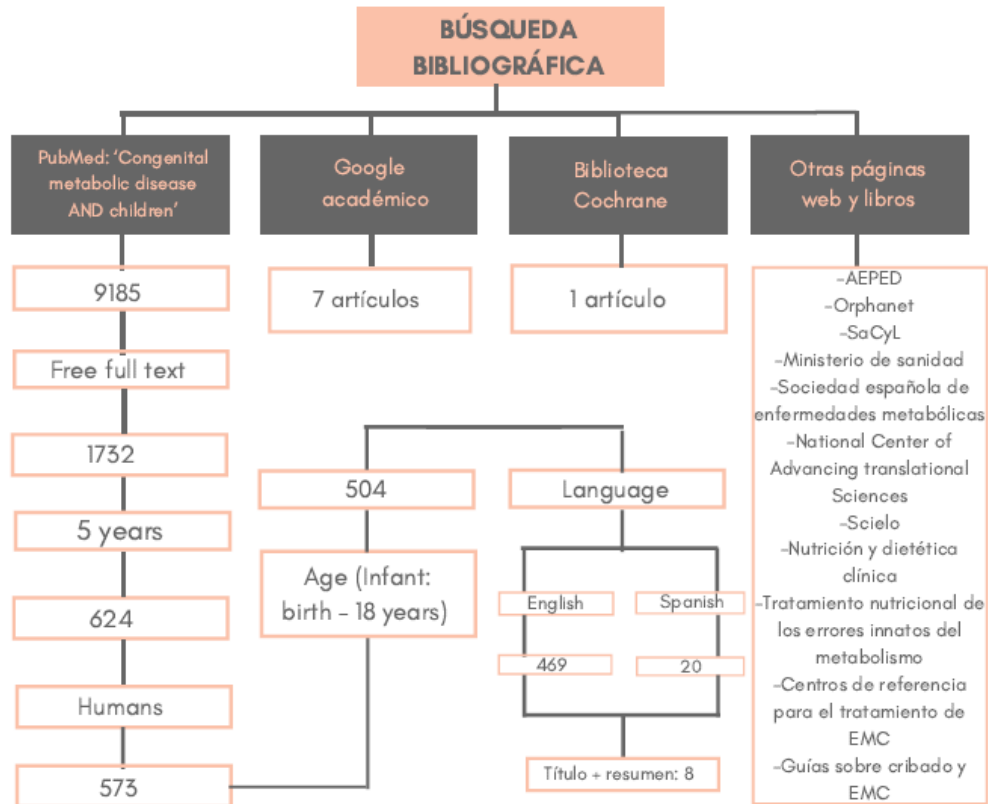 BÚSQUEDA
BIBLIOGRÁFICA
PubMed: ‘Congenital
metabolic disease
AND children’
9185
Free full text
1732
5 years
624
Humans
573
Age (Infant:
birth – 18 years)
504
Language
English
469
Spanish
20
Título + resumen: 8
Google
académico
7 artículos
Biblioteca
Cochrane
1 artículo
Otras páginas
web y libros
-AEPED
-Orphanet
-SaCyL
-Ministerio de sanidad
-Sociedad española de
enfermedades metabólicas
-National Center of
Advancing translational
Sciences
-Scielo
-Nutrición y dietética
clínica
-Tratamiento nutricional de
los errores innatos del
metabolismo
-Centros de referencia
para el tratamiento de
EMC
-Guías sobre cribado y
EMC